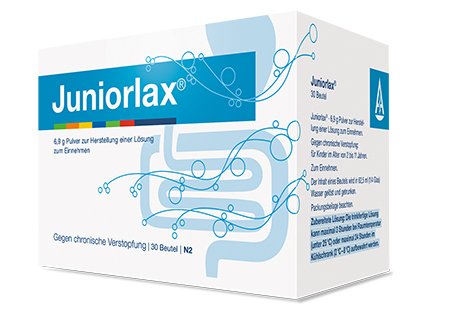 Juniorlax®
6,9 g Pulver zur Herstellung einer Lösung
zum Einnehmen
Gegen chronische Verstopfung | 30 Beutel | N2
Juniorlax®
30 Beutel
Juniorlax® · 6,9 g Pulver zur Herstel-
lung einer Lösung zum Einnehmen.
Gegen chronische Verstopfung
für Kinder im Alter von 2 bis 11 Jahren.
Zum Einnehmen.
Der Inhalt eines Beutels wird in 62,5 ml (1/4 Glas)
Wasser gelöst und getrunken.
Packungsbeilage beachten.
Zubereitete Lösung: Die trinkfertige Lösung
kann maximal 3 Stunden bei Raumtemperatur
(unter 25 °C) oder maximal 24 Stunden im
Kühlschrank (2 °C–8 °C) aufbewahrt werden.